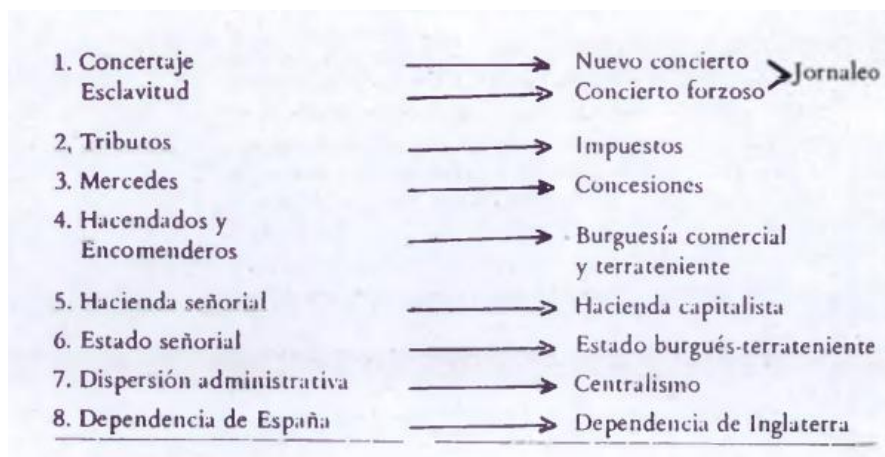 1. Concertaje → Nuevo concierto
Esclavitud → Concierto forzoso > Jornaleo
2, Tributos → Impuestos
3. Mercedes → Concesiones
4. Hacendados y → Burguesía comercial
Encomenderos y terrateniente
5. Hacienda señorial → Hacienda capitalista
6. Estado señorial → Estado burgués-terrateniente
7. Dispersión administrativa → Centralismo
8. Dependencia de España → Dependencia de Inglaterra